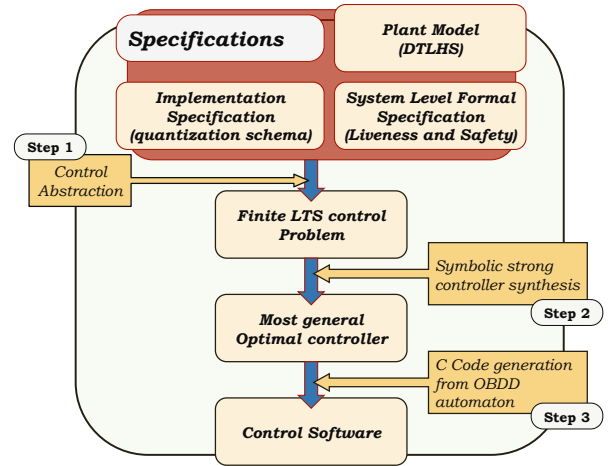 Specifications
Plant Model
(DTLHS)
Implementation
Specification
(quantization schema)
System Level Formal
Specification
(Liveness and Safety)
Step 1
Control
Abstraction
Finite LTS control
Problem
Symbolic strong
controller synthesis
Step 2
Most general
Optimal controller
C Code generation
from OBDD
automaton
Step 3
Control Software